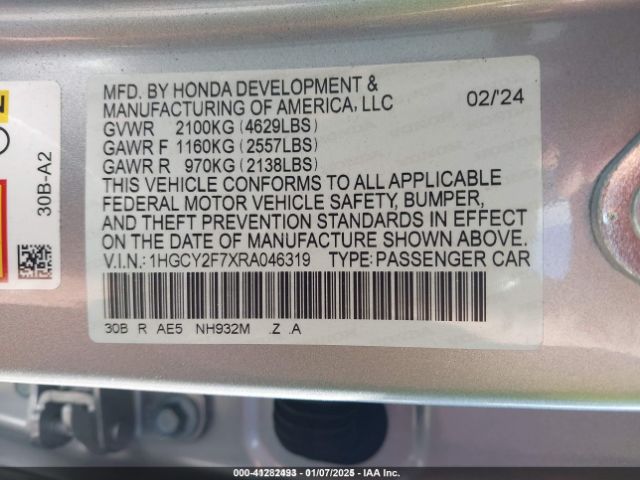 MFD. BY HONDA DEVELOPMENT &
MANUFACTURING OF AMERICA, LLC 02/'24
GVWR 2100KG (4629LBS)
GAWR F 1160KG (2557LBS)
GAWR R 970KG (2138LBS)
THIS VEHICLE CONFORMS TO ALL APPLICABLE
FEDERAL MOTOR VEHICLE SAFETY, BUMPER,
AND THEFT PREVENTION STANDARDS IN EFFECT
ON THE DATE OF MANUFACTURE SHOWN ABOVE.
V.I.N.: 1HGCY2F7XRA046319 TYPE: PASSENGER CAR
30B R AE5 NH932M .Z .A
30B-A2
000-41282493 - 01/07/2025 - IAA Inc.